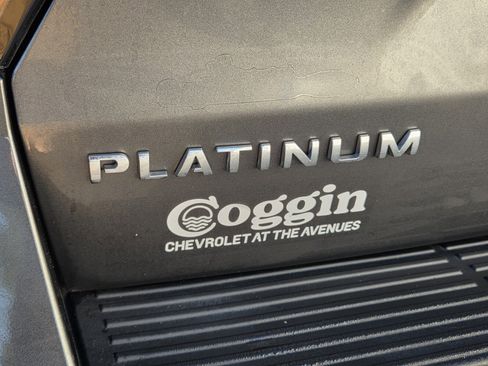 PLATINUM
Coggin
CHEVROLET AT THE AVENUES